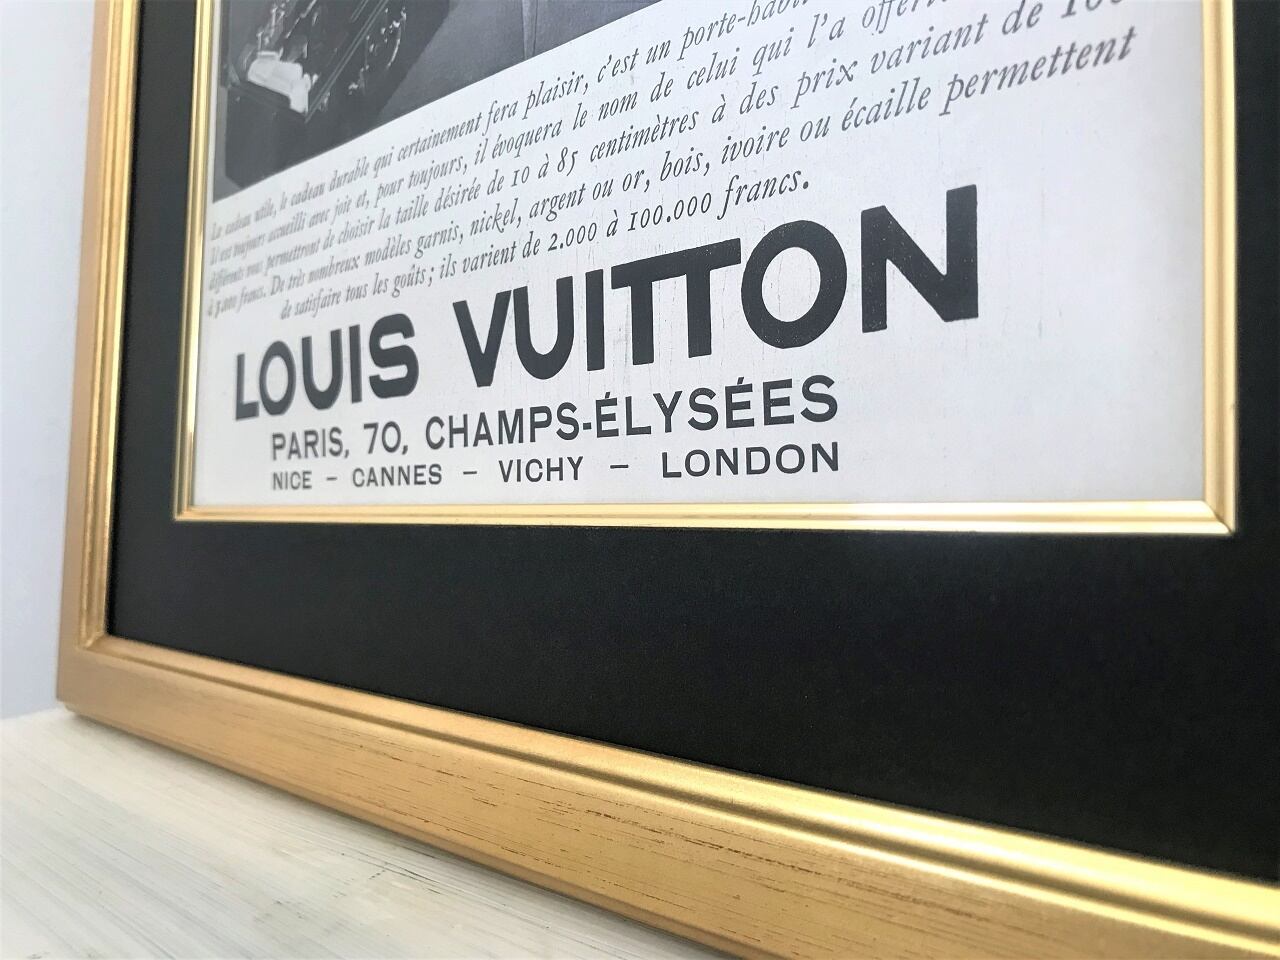 Le cadeau utile, le cadeau durable qui certainement fera plaisir, c'est un porte-habits
Il est toujours accueilli avec joie et, pour toujours, il évoquera le nom de celui qui l'a offert
différents vous permettront de choisir la taille désirée de 10 à 85 centimètres à des prix variant de 100
à 3.000 francs. De très nombreux modèles garnis, nickel, argent ou or, bois, ivoire ou écaille permettent
de satisfaire tous les goûts ; ils varient de 2.000 à 100.000 francs.
LOUIS VUITTON
PARIS, 70, CHAMPS-ÉLYSÉES
NICE – CANNES – VICHY – LONDON